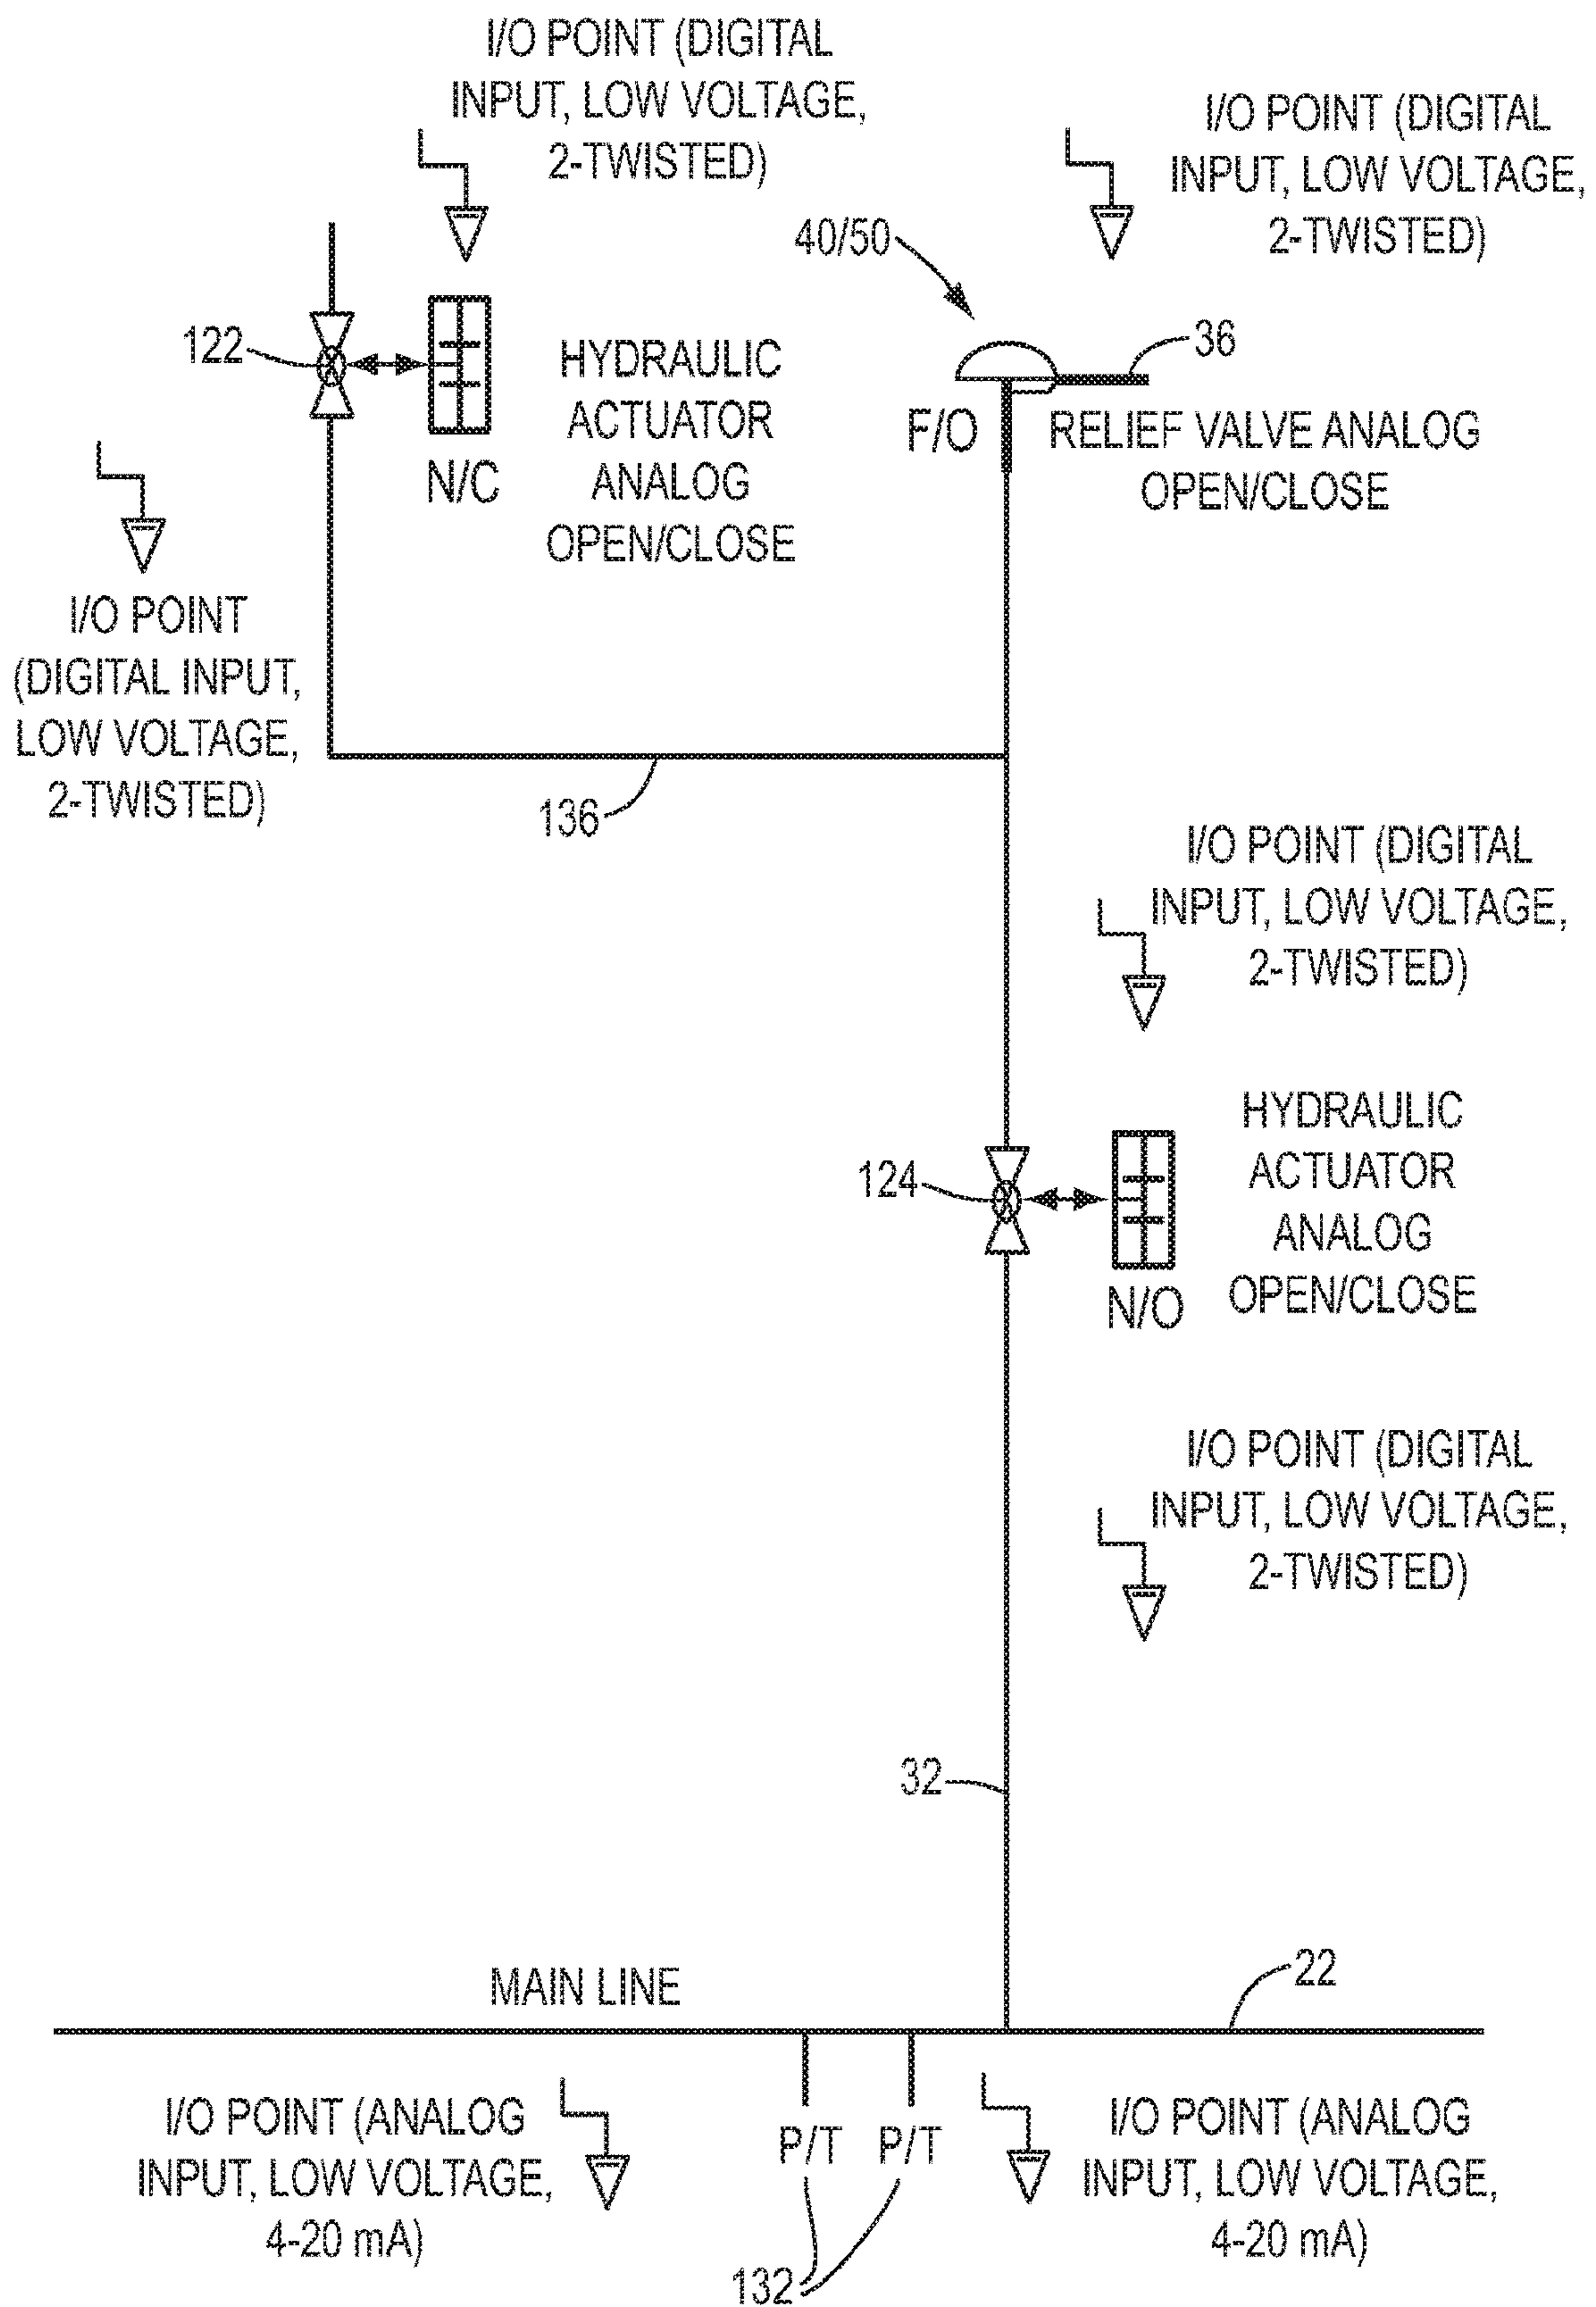 I/O POINT (DIGITAL
INPUT, LOW VOLTAGE,
2-TWISTED)
I/O POINT (DIGITAL
INPUT, LOW VOLTAGE,
2-TWISTED)
40/50
122
36
HYDRAULIC
ACTUATOR
ANALOG
OPEN/CLOSE
N/C
F/O
RELIEF VALVE ANALOG
OPEN/CLOSE
I/O POINT
(DIGITAL INPUT,
LOW VOLTAGE,
2-TWISTED)
136
I/O POINT (DIGITAL
INPUT, LOW VOLTAGE,
2-TWISTED)
124
HYDRAULIC
ACTUATOR
ANALOG
OPEN/CLOSE
N/O
I/O POINT (DIGITAL
INPUT, LOW VOLTAGE,
2-TWISTED)
32
MAIN LINE
22
I/O POINT (ANALOG
INPUT, LOW VOLTAGE,
4-20 mA)
P/T P/T
132
I/O POINT (ANALOG
INPUT, LOW VOLTAGE,
4-20 mA)